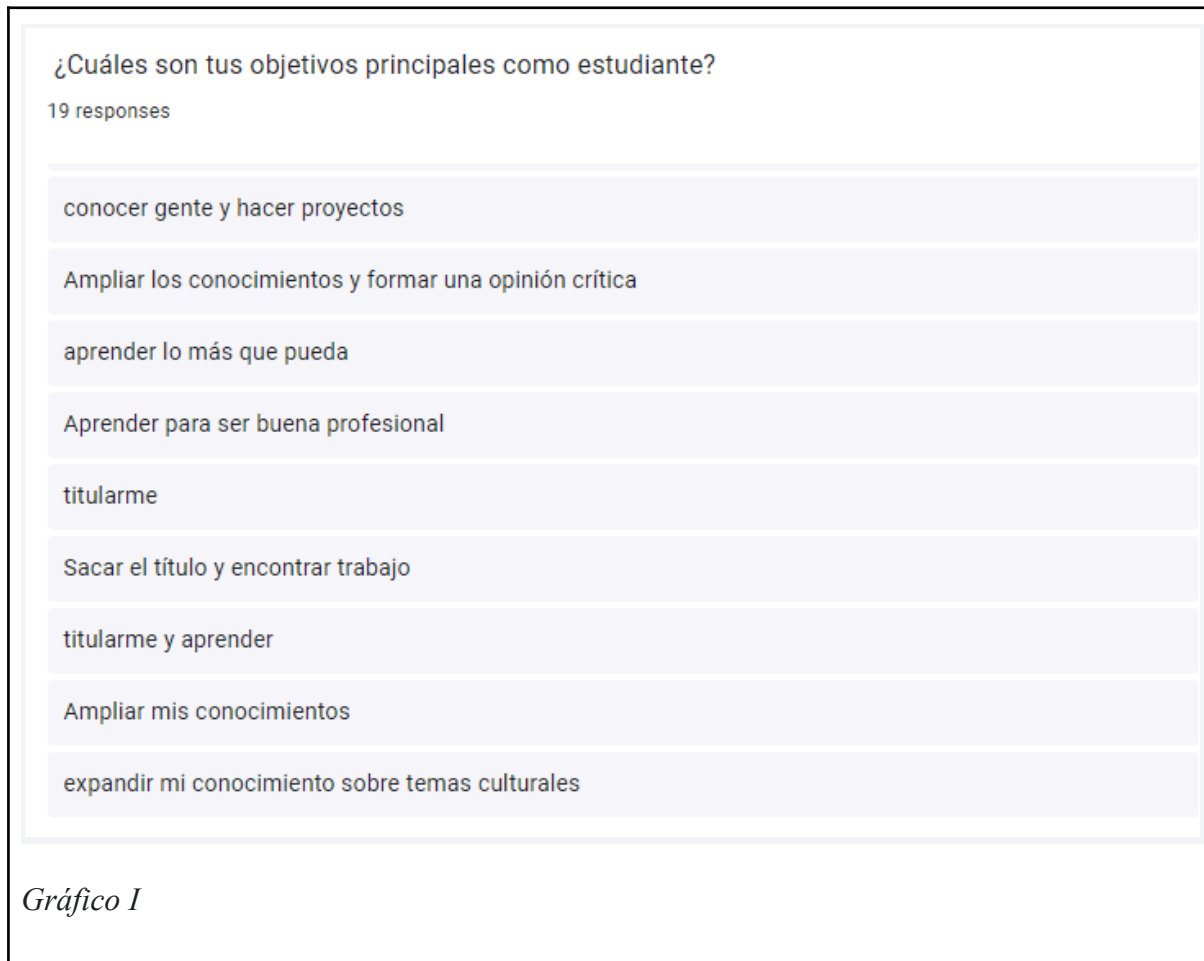 ¿Cuáles son tus objetivos principales como estudiante?
19 responses
conocer gente y hacer proyectos
Ampliar los conocimientos y formar una opinión crítica
aprender lo más que pueda
Aprender para ser buena profesional
titularme
Sacar el título y encontrar trabajo
titularme y aprender
Ampliar mis conocimientos
expandir mi conocimiento sobre temas culturales
Gráfico I